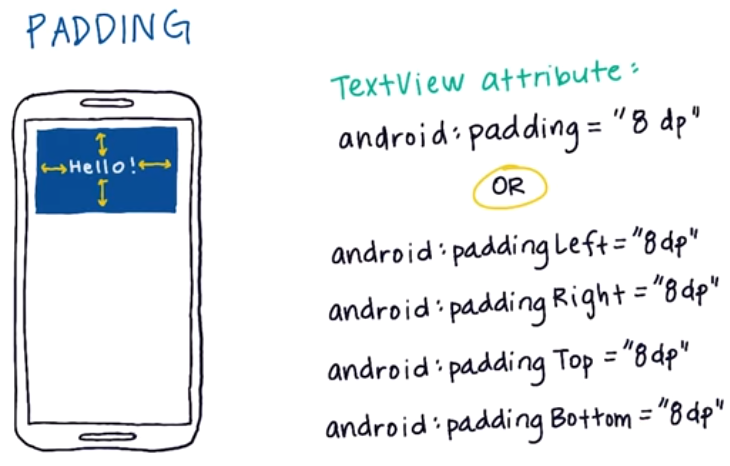 PADDING
Hello!
TextView attribute:
android:padding = "8 dp"
OR
android:paddingLeft="8dp"
android:paddingRight="8dp"
android:paddingTop="8dp"
android:paddingBottom="8dp"